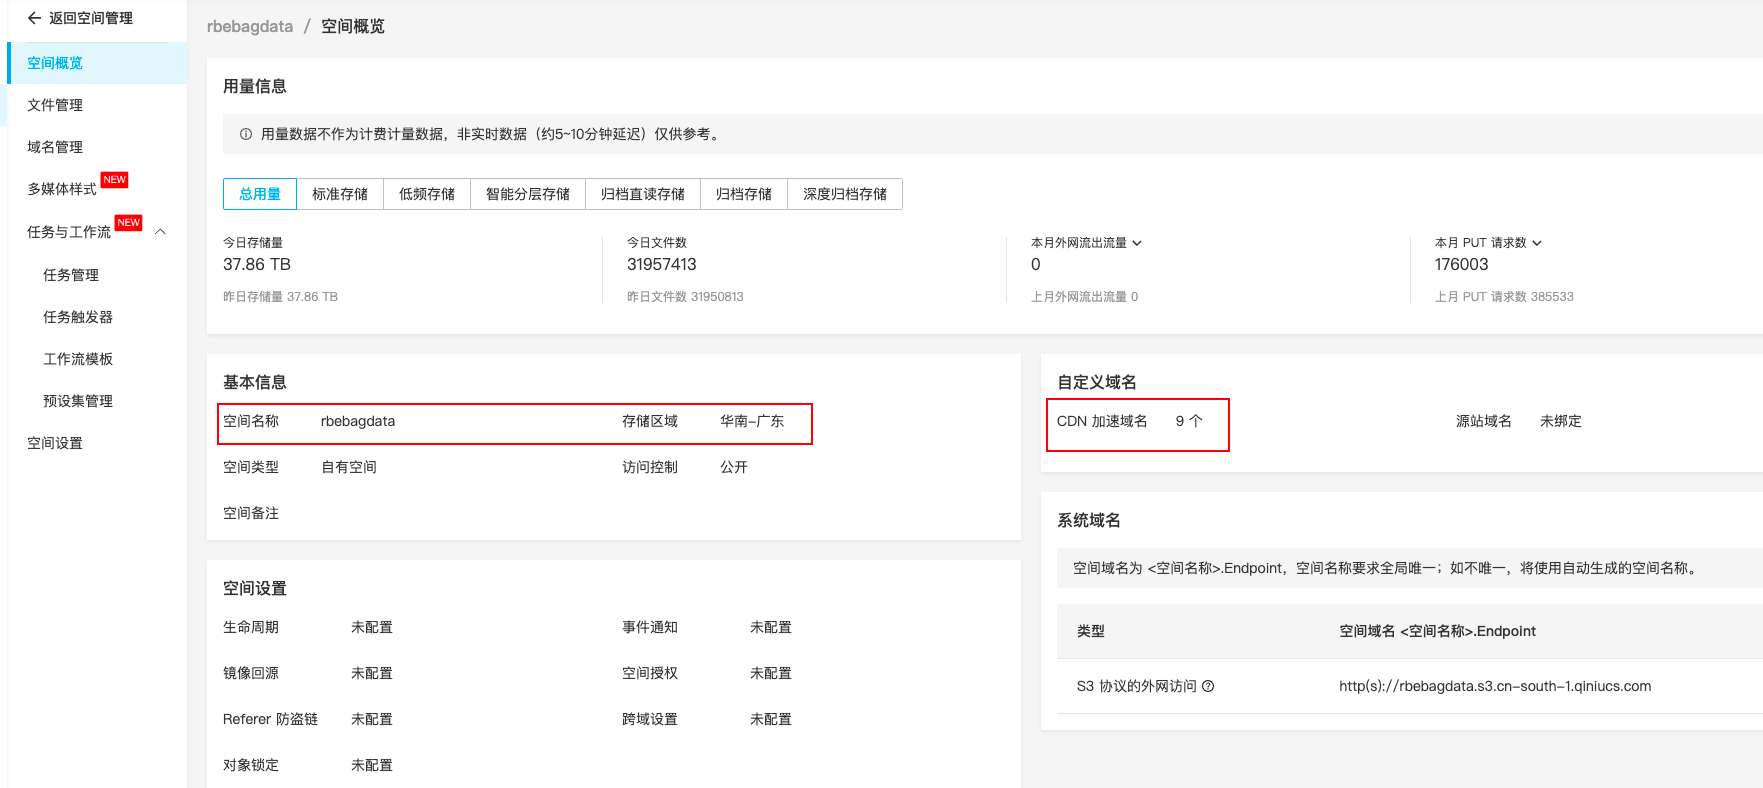 返回空间管理
空间概览
文件管理
域名管理
多媒体样式 NEW
任务与工作流 NEW
任务管理
任务触发器
工作流模板
预设集管理
空间设置
rbebagdata / 空间概览
用量信息
用量数据不作为计费计量数据，非实时数据（约5~10分钟延迟）仅供参考。
总用量 标准存储 低频存储 智能分层存储 归档直读存储 归档存储 深度归档存储
今日存储量 今日文件数 本月外网流出流量 本月 PUT 请求数
37.86 TB 31957413 0 176003
昨日存储量 37.86 TB 昨日文件数 31950813 上月外网流出流量 0 上月 PUT 请求数 385533
基本信息
空间名称 rbebagdata 存储区域 华南-广东
空间类型 自有空间 访问控制 公开
空间备注
空间设置
生命周期 未配置 事件通知 未配置
镜像回源 未配置 空间授权 未配置
Referer 防盗链 未配置 跨域设置 未配置
对象锁定 未配置
自定义域名
CDN 加速域名 9 个 源站域名 未绑定
系统域名
空间域名为 <空间名称>.Endpoint，空间名称要求全局唯一；如不唯一，将使用自动生成的空间名称。
类型 空间域名 <空间名称>.Endpoint
S3 协议的外网访问 http(s)://rbebagdata.s3.cn-south-1.qiniucs.com